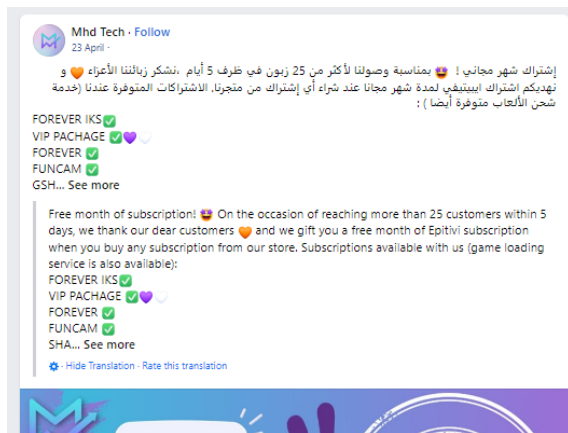 Mhd Tech · Follow
23 April ·
إشتراك شهر مجاني ! 🤩 بمناسبة وصولنا لأكثر من 25 زبون في ظرف 5 أيام ،نشكر زبائننا الأعزاء 🧡 و
نهديكم اشتراك ايبيتيفي لمدة شهر مجانا عند شراء أي إشتراك من متجرنا, الاشتراكات المتوفرة عندنا (خدمة
شحن الألعاب متوفرة أيضا ) :
FOREVER IKS✅
VIP PACHAGE ✅💜🤍
FOREVER ✅
FUNCAM ✅
GSH... See more
Free month of subscription! 🤩 On the occasion of reaching more than 25 customers within 5
days, we thank our dear customers 🧡 and we gift you a free month of Epitivi subscription
when you buy any subscription from our store. Subscriptions available with us (game loading
service is also available):
FOREVER IKS✅
VIP PACHAGE ✅💜🤍
FOREVER ✅
FUNCAM ✅
SHA... See more
· Hide Translation · Rate this translation